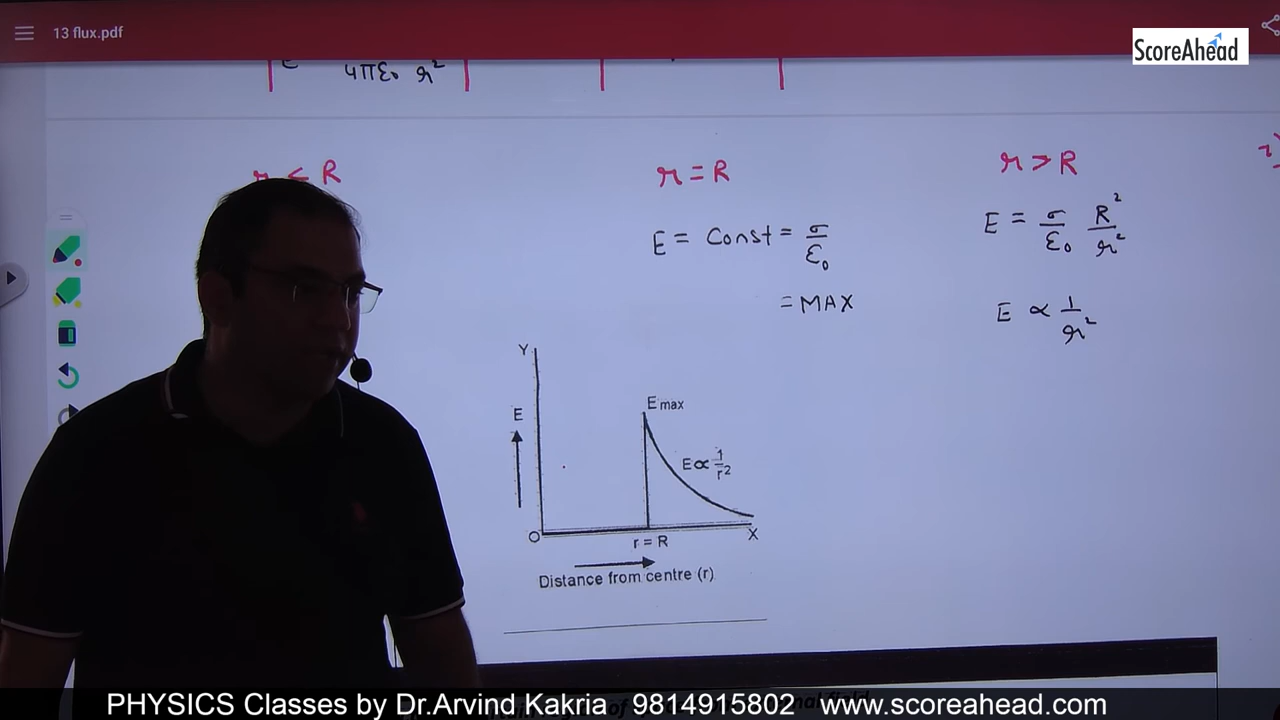 13 flux.pdf
ScoreAhead
4πε₀ r²
r < R
r = R
r > R
E = Const = σ/ε₀
= MAX
E = σ/ε₀ R²/r²
E ∝ 1/r²
Y
E
E max
E∝ 1/r²
O
r = R
X
Distance from centre (r)
PHYSICS Classes by Dr.Arvind Kakria 9814915802 www.scoreahead.com